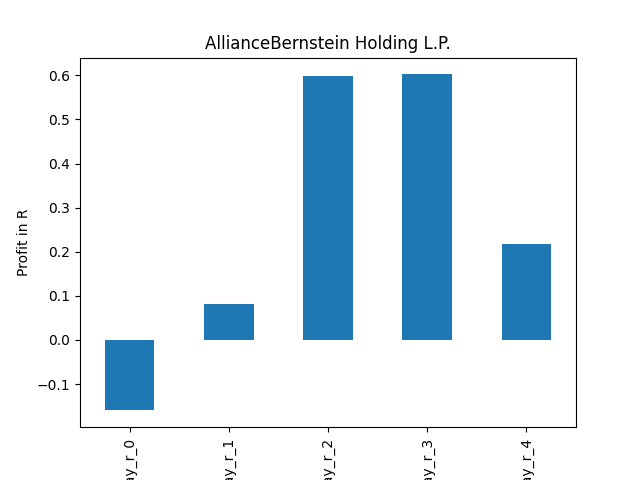 AllianceBernstein Holding L.P.
Profit in R
0.6
0.5
0.4
0.3
0.2
0.1
0.0
−0.1
ay_r_0
ay_r_1
ay_r_2
ay_r_3
ay_r_4